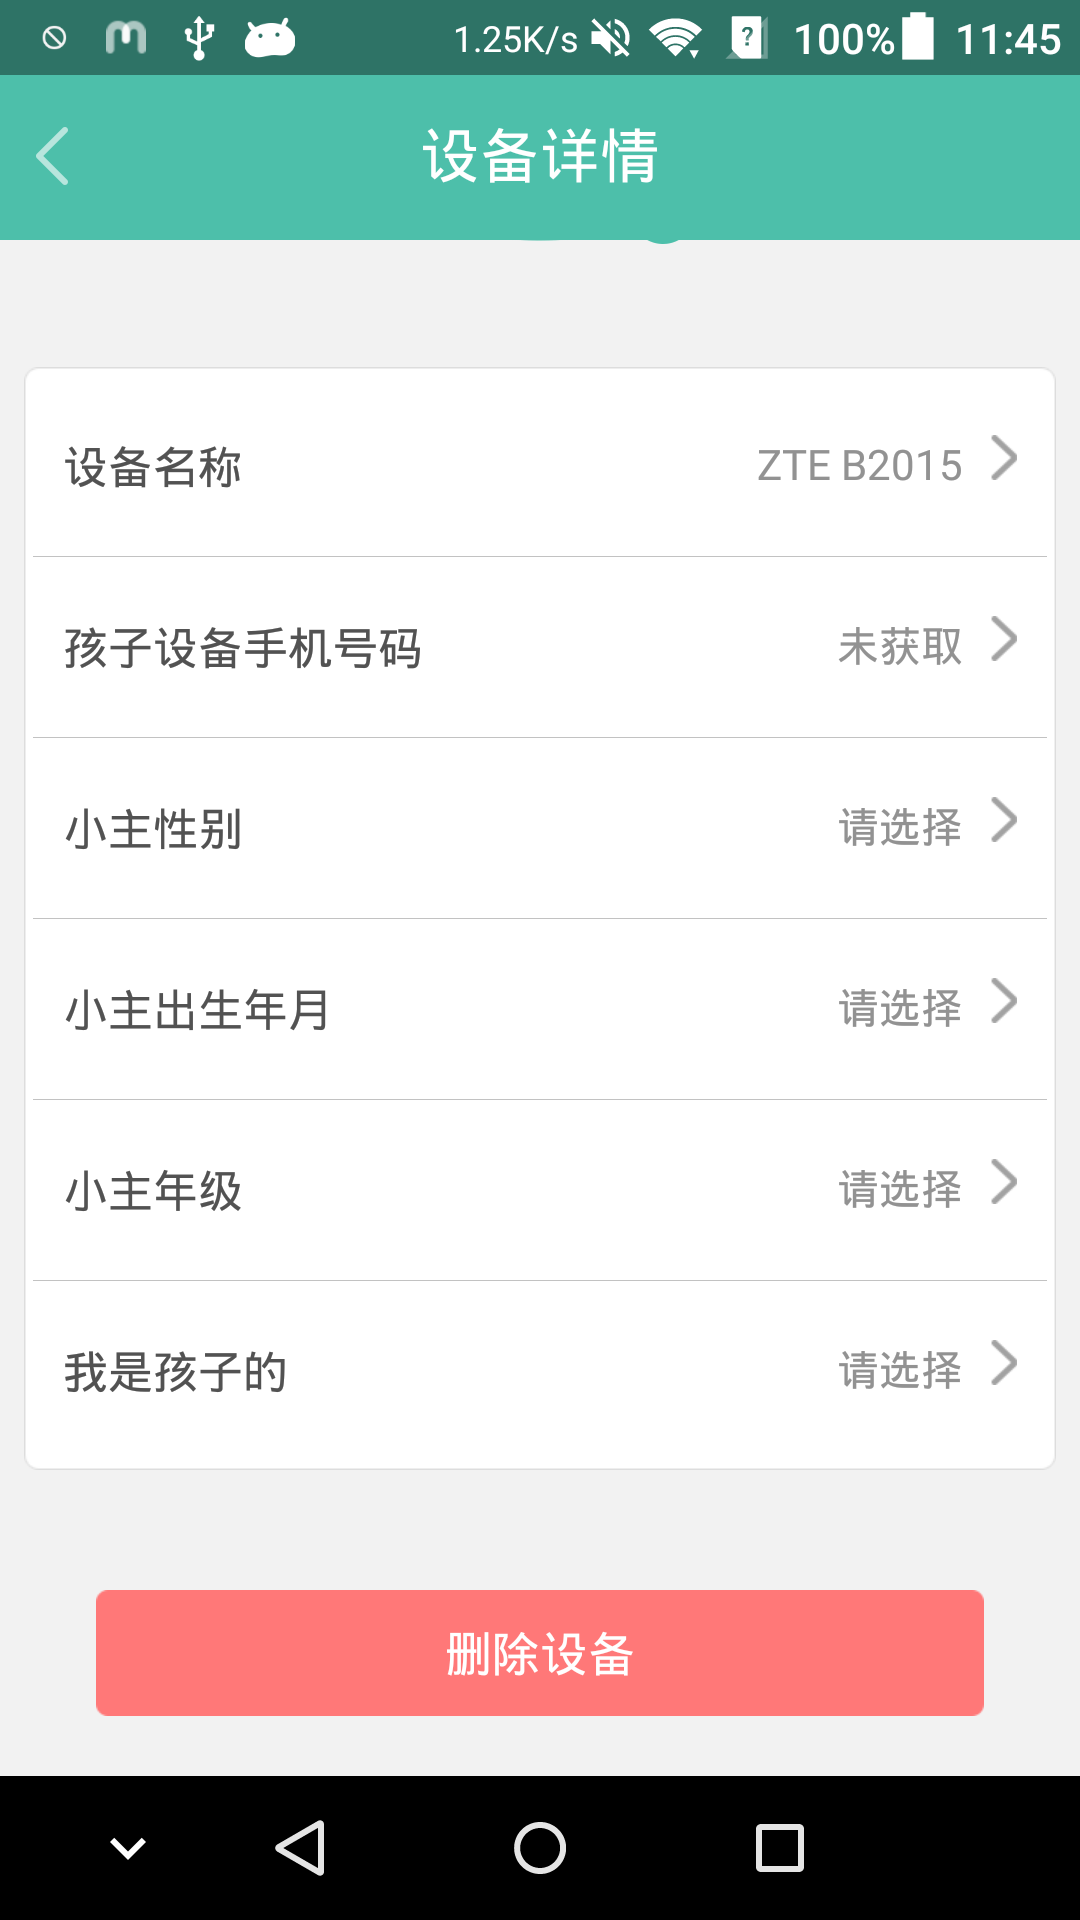 1.25K/s 100% 11:45
设备详情
设备名称 ZTE B2015
孩子设备手机号码 未获取
小主性别 请选择
小主出生年月 请选择
小主年级 请选择
我是孩子的 请选择
删除设备